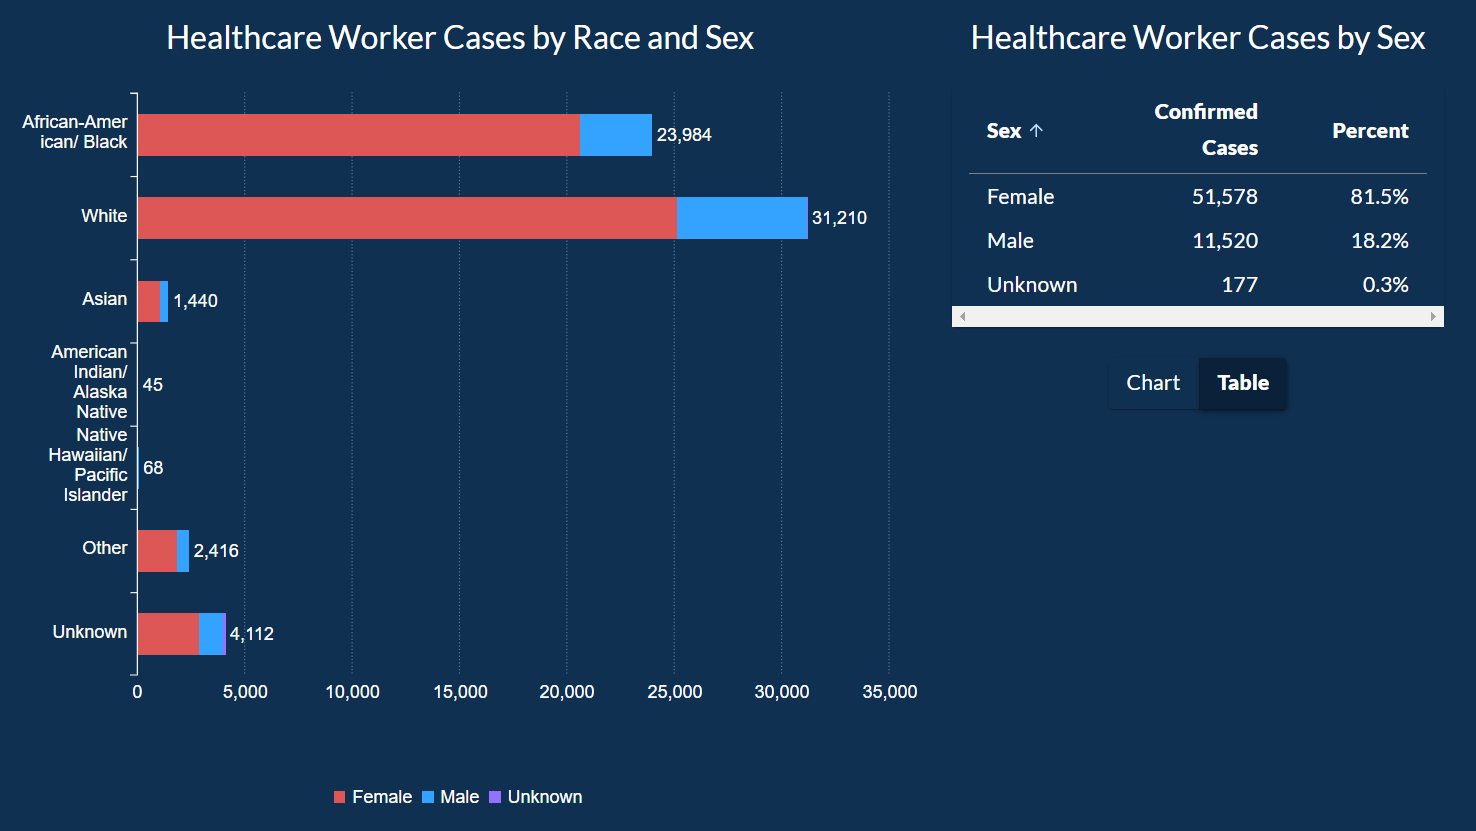 Healthcare Worker Cases by Race and Sex
African-Amer
ican/ Black
23,984
White
31,210
Asian
1,440
American
Indian/
Alaska
Native
45
Native
Hawaiian/
Pacific
Islander
68
Other
2,416
Unknown
4,112
0 5,000 10,000 15,000 20,000 25,000 30,000 35,000
Female Male Unknown
Healthcare Worker Cases by Sex
Sex ↑ Confirmed Cases Percent
Female 51,578 81.5%
Male 11,520 18.2%
Unknown 177 0.3%
Chart Table